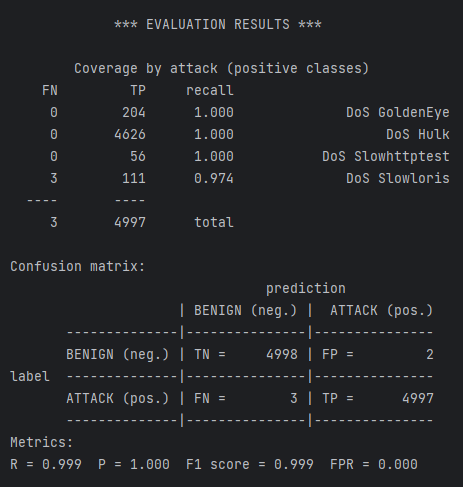 *** EVALUATION RESULTS ***
Coverage by attack (positive classes)
FN TP recall
0 204 1.000 DoS GoldenEye
0 4626 1.000 DoS Hulk
0 56 1.000 DoS Slowhttptest
3 111 0.974 DoS Slowloris
---- ----
3 4997 total
Confusion matrix:
prediction
| BENIGN (neg.) | ATTACK (pos.)
--------------|---------------|---------------
BENIGN (neg.) | TN = 4998 | FP = 2
label --------------|---------------|---------------
ATTACK (pos.) | FN = 3 | TP = 4997
--------------|---------------|---------------
Metrics:
R = 0.999 P = 1.000 F1 score = 0.999 FPR = 0.000